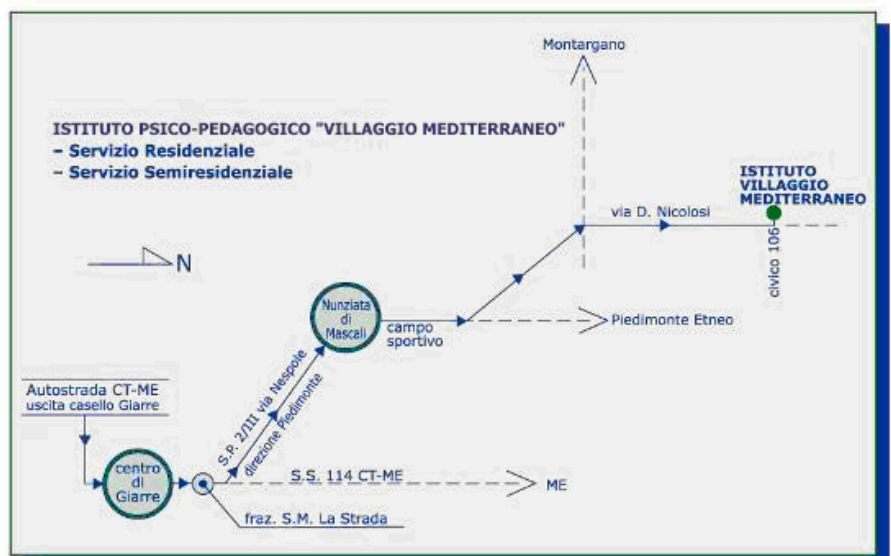 Montargano
ISTITUTO PSICO-PEDAGOGICO "VILLAGGIO MEDITERRANEO"
– Servizio Residenziale
– Servizio Semiresidenziale
ISTITUTO
VILLAGGIO
MEDITERRANEO
via D. Nicolosi
civico 106
N
Nunziata
di
Mascali
campo
sportivo
Piedimonte Etneo
S.P. 2/III via Nespole
direzione Piedimonte
Autostrada CT-ME
uscita casello Giarre
centro
di
Giarre
S.S. 114 CT-ME
ME
fraz. S.M. La Strada